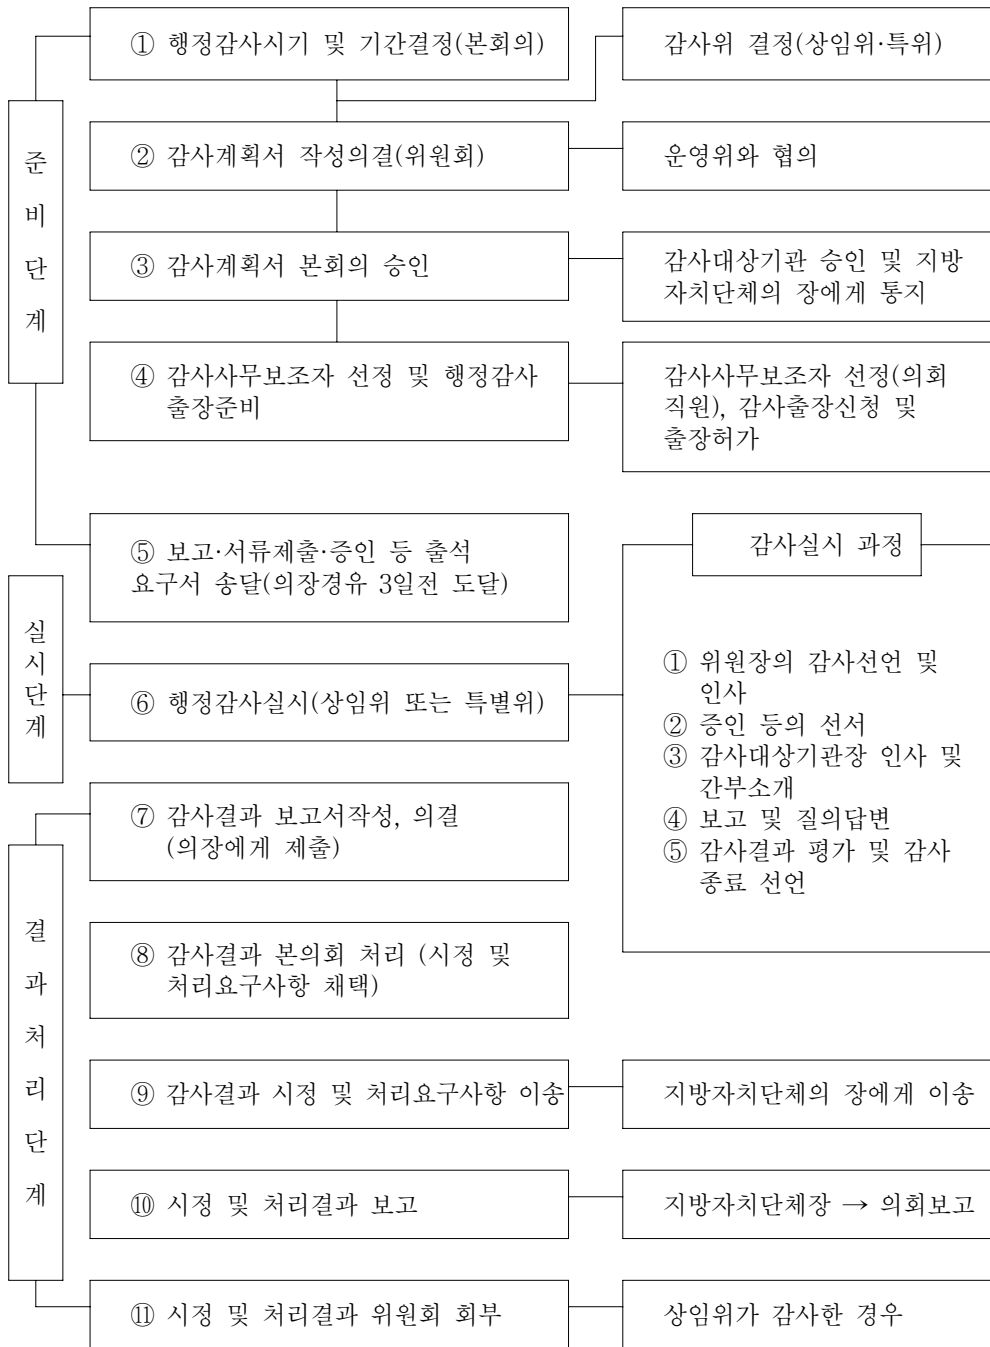 ① 행정감사시기 및 기간결정(본회의)
감사위 결정(상임위·특위)
준
비
단
계
② 감사계획서 작성의결(위원회)
운영위와 협의
③ 감사계획서 본회의 승인
감사대상기관 승인 및 지방
자치단체의 장에게 통지
④ 감사사무보조자 선정 및 행정감사
출장준비
감사사무보조자 선정(의회
직원), 감사출장신청 및
출장허가
⑤ 보고·서류제출·증인 등 출석
요구서 송달(의장경유 3일전 도달)
실
시
단
계
⑥ 행정감사실시(상임위 또는 특별위)
감사실시 과정
① 위원장의 감사선언 및
인사
② 증인 등의 선서
③ 감사대상기관장 인사 및
간부소개
④ 보고 및 질의답변
⑤ 감사결과 평가 및 감사
종료 선언
결
과
처
리
단
계
⑦ 감사결과 보고서작성, 의결
(의장에게 제출)
⑧ 감사결과 본의회 처리 (시정 및
처리요구사항 채택)
⑨ 감사결과 시정 및 처리요구사항 이송
지방자치단체의 장에게 이송
⑩ 시정 및 처리결과 보고
지방자치단체장 → 의회보고
⑪ 시정 및 처리결과 위원회 회부
상임위가 감사한 경우